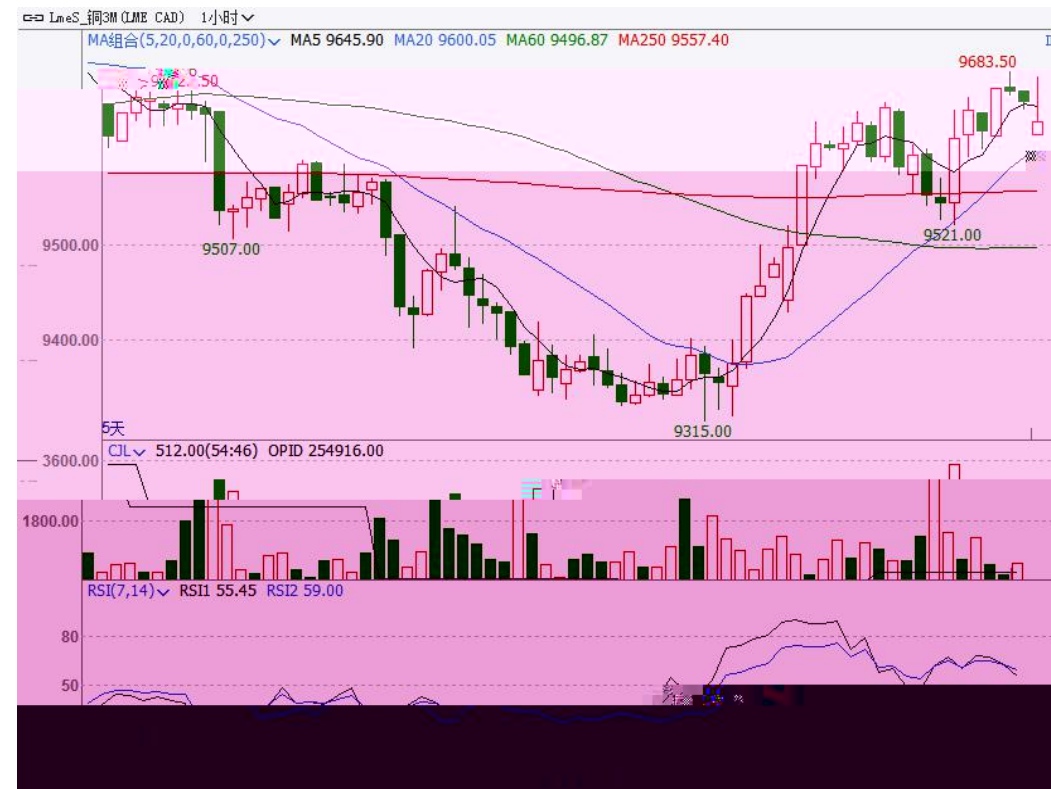 LmeS_铜3M(LME CAD) 1小时
MA组合(5,20,0,60,0,250) MA5 9645.90 MA20 9600.05 MA60 9496.87 MA250 9557.40
9683.50
9507.00
9521.00
9500.00
9400.00
9315.00
5天
CJL 512.00(54:46) OPID 254916.00
3600.00
1800.00
RSI(7,14) RSI1 55.45 RSI2 59.00
80
50